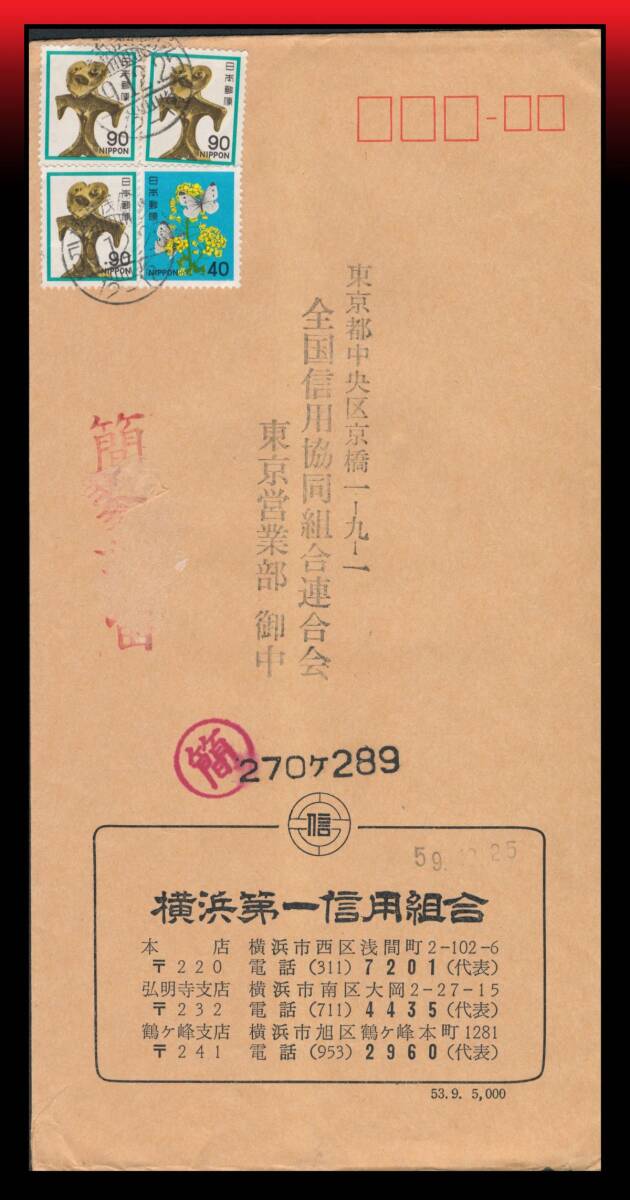 日本郵便
90
NIPPON
日本郵便
90
NIPPON
日本郵便
90
NIPPON
日本郵便
NIPPON
40
東京都中央区京橋一ー九ー一
全国信用協同組合連合会
東京営業部 御中
簡
簡
270ケ289
信
59.12.25
横浜第一信用組合
本 店 横浜市西区浅間町2-102-6
〒220 電話 (311) 7201 (代表)
弘明寺支店 横浜市南区大岡2-27-15
〒232 電話 (711) 4435 (代表)
鶴ケ峰支店 横浜市旭区鶴ケ峰本町1281
〒241 電話 (953) 2960 (代表)
53.9. 5,000